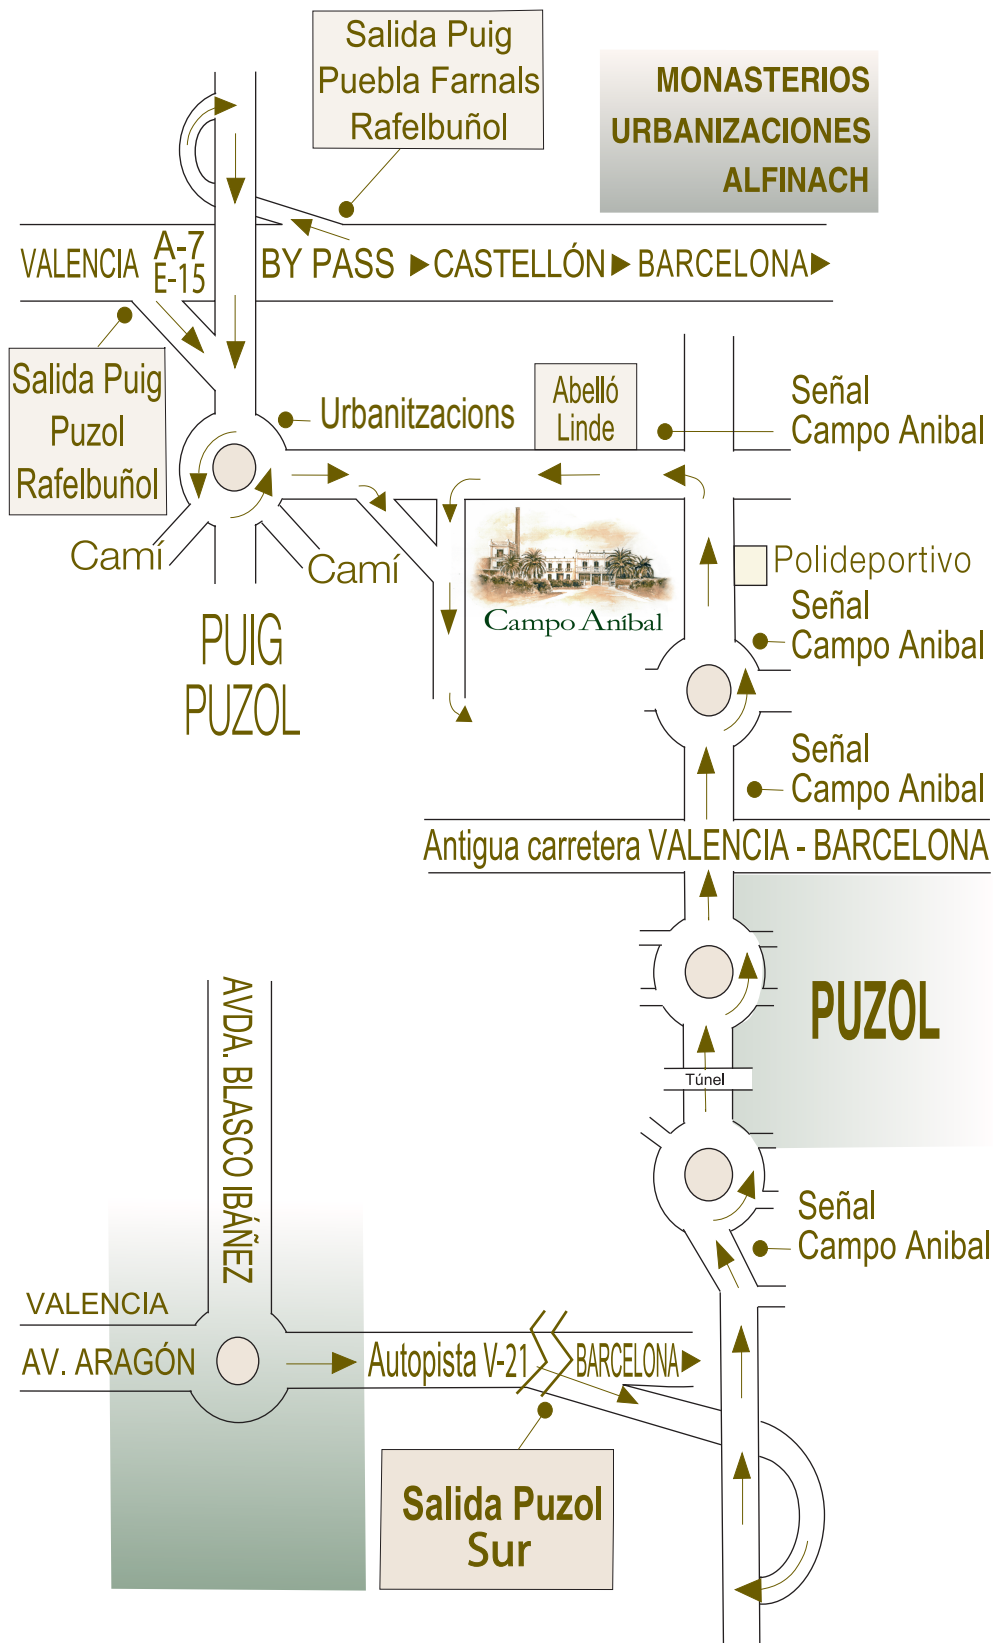 Salida Puig
Puebla Farnals
Rafelbuñol
MONASTERIOS
URBANIZACIONES
ALFINACH
VALENCIA
A-7
E-15
BY PASS
CASTELLÓN
BARCELONA
Salida Puig
Puzol
Rafelbuñol
Urbanitzacions
Abelló
Linde
Señal
Campo Anibal
Camí
Camí
Campo Aníbal
Polideportivo
Señal
Campo Anibal
PUIG
PUZOL
Señal
Campo Anibal
Antigua carretera VALENCIA - BARCELONA
PUZOL
AVDA. BLASCO IBÁÑEZ
Túnel
Señal
Campo Anibal
VALENCIA
AV. ARAGÓN
Autopista V-21
BARCELONA
Salida Puzol
Sur